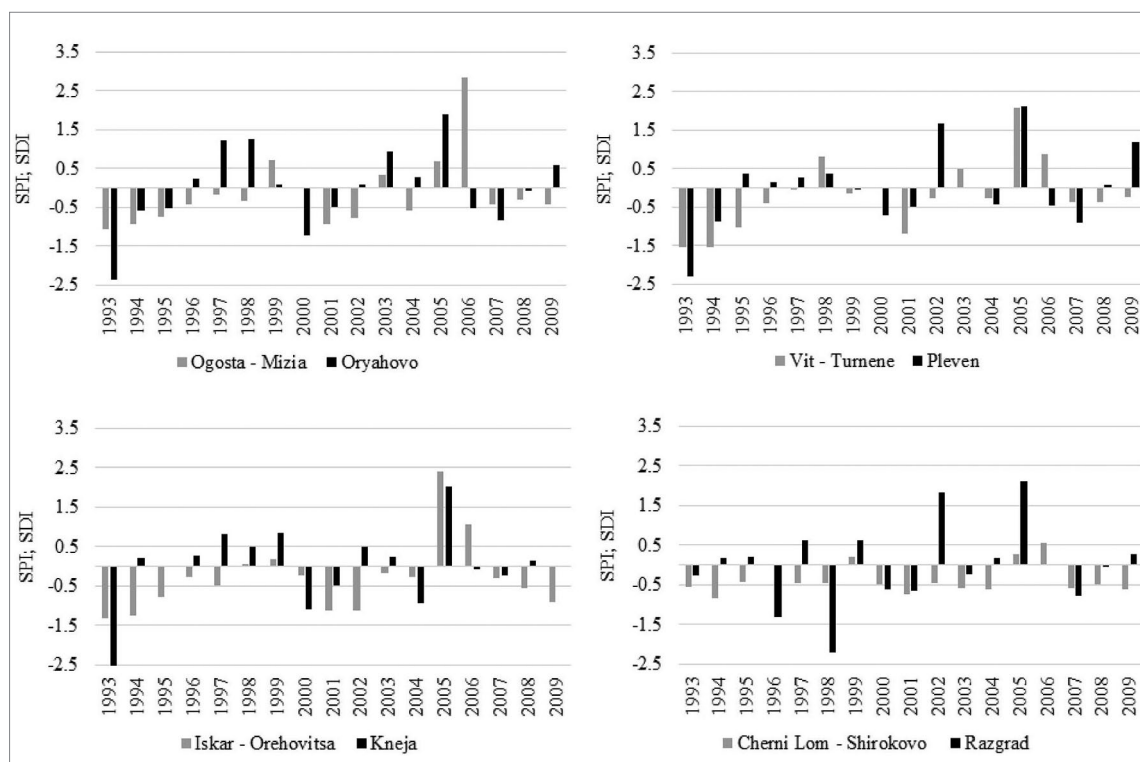 SPI; SDI
3.5
2.5
1.5
0.5
-0.5
-1.5
-2.5
1993 1994 1995 1996 1997 1998 1999 2000 2001 2002 2003 2004 2005 2006 2007 2008 2009
Ogosta - Mizia Oryahovo
SPI; SDI
3.5
2.5
1.5
0.5
-0.5
-1.5
-2.5
1993 1994 1995 1996 1997 1998 1999 2000 2001 2002 2003 2004 2005 2006 2007 2008 2009
Vit - Turnene Pleven
SPI; SDI
3.5
2.5
1.5
0.5
-0.5
-1.5
-2.5
1993 1994 1995 1996 1997 1998 1999 2000 2001 2002 2003 2004 2005 2006 2007 2008 2009
Iskar - Orehovitsa Kneja
SPI; SDI
3.5
2.5
1.5
0.5
-0.5
-1.5
-2.5
1993 1994 1995 1996 1997 1998 1999 2000 2001 2002 2003 2004 2005 2006 2007 2008 2009
Cherni Lom - Shirokovo Razgrad